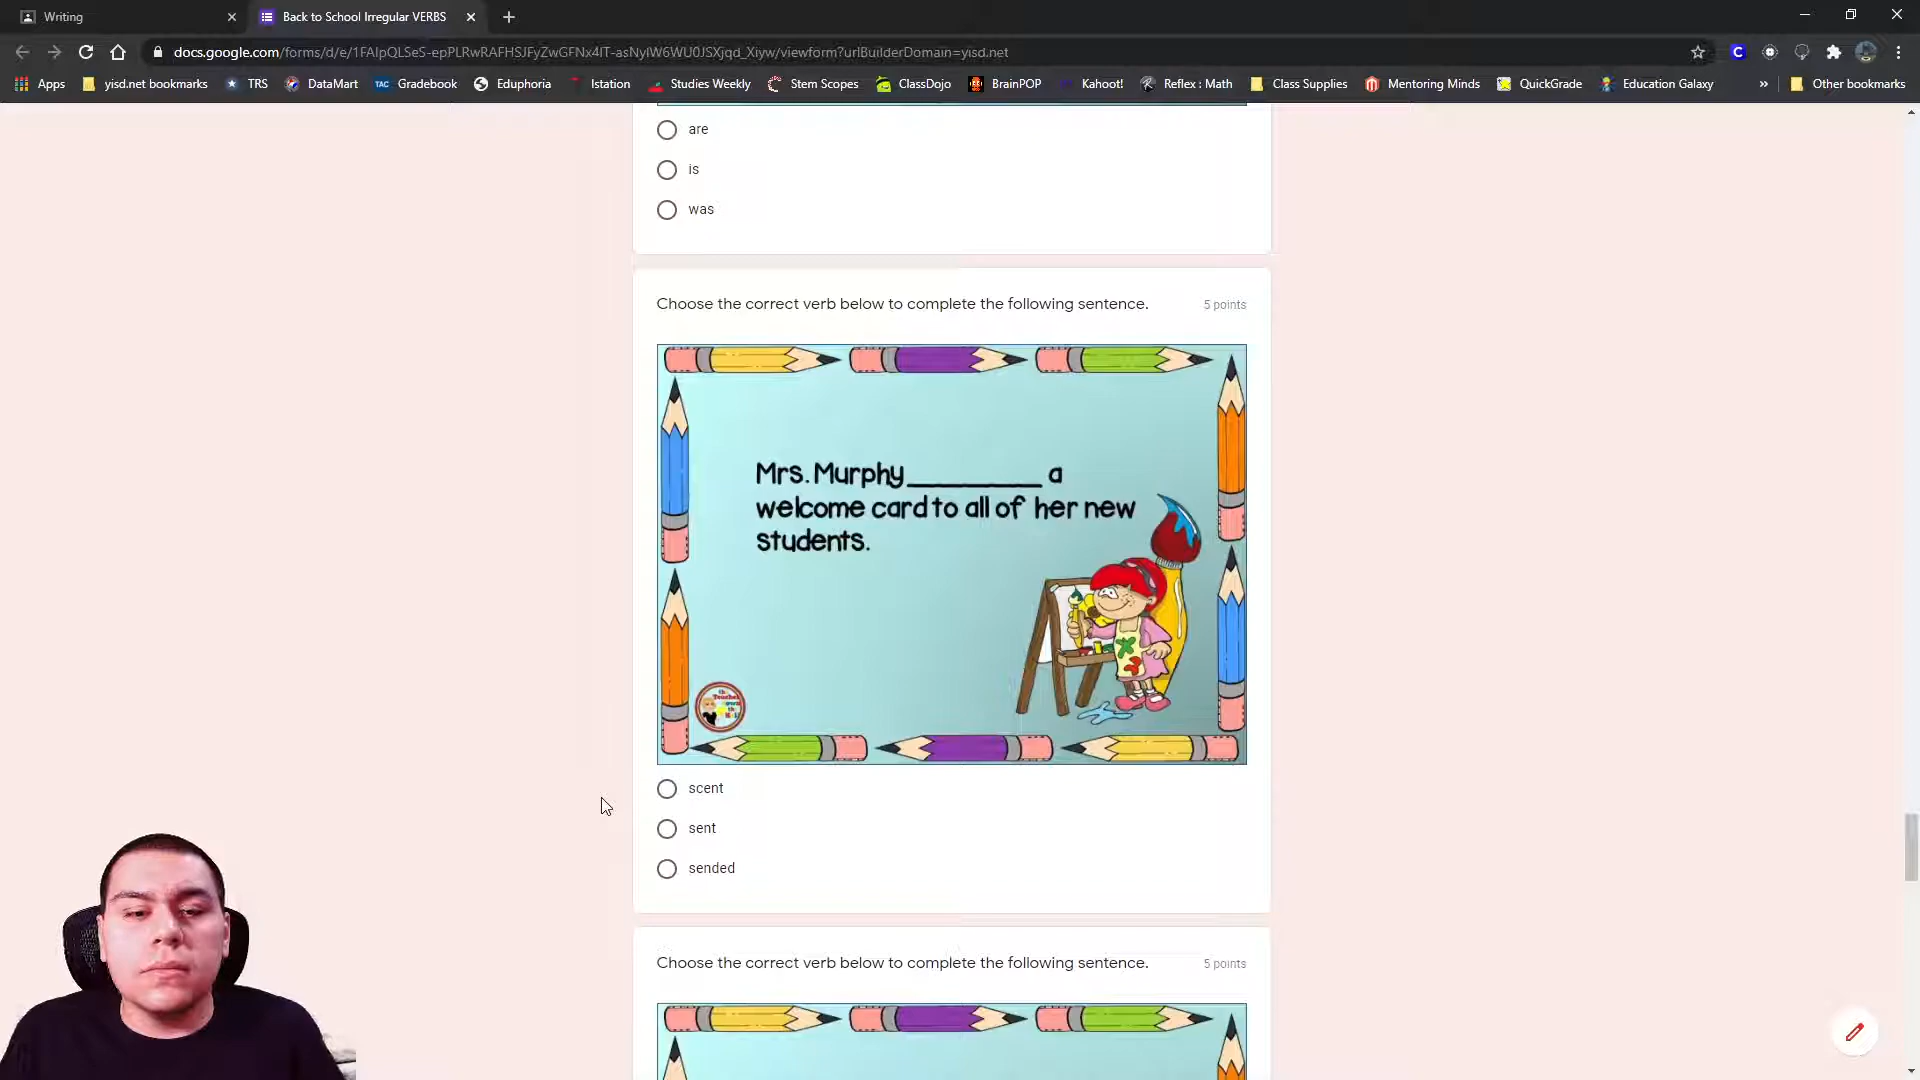 Writing
Back to School Irregular VERBS
docs.google.com/forms/d/e/1FAIpQLSeS-epPLRwRAFHSJFyZwGFNx4IT-asNyIW6WU0JSXjqd_Xiyw/viewform?urlBuilderDomain=yisd.net
Apps yisd.net bookmarks TRS DataMart TAC Gradebook Eduphoria Istation Studies Weekly Stem Scopes ClassDojo BrainPOP Kahoot! Reflex : Math Class Supplies Mentoring Minds QuickGrade Education Galaxy » Other bookmarks
are
is
was
Choose the correct verb below to complete the following sentence. 5 points
Mrs. Murphy__________ a
welcome card to all of her new
students.
scent
sent
sended
Choose the correct verb below to complete the following sentence. 5 points